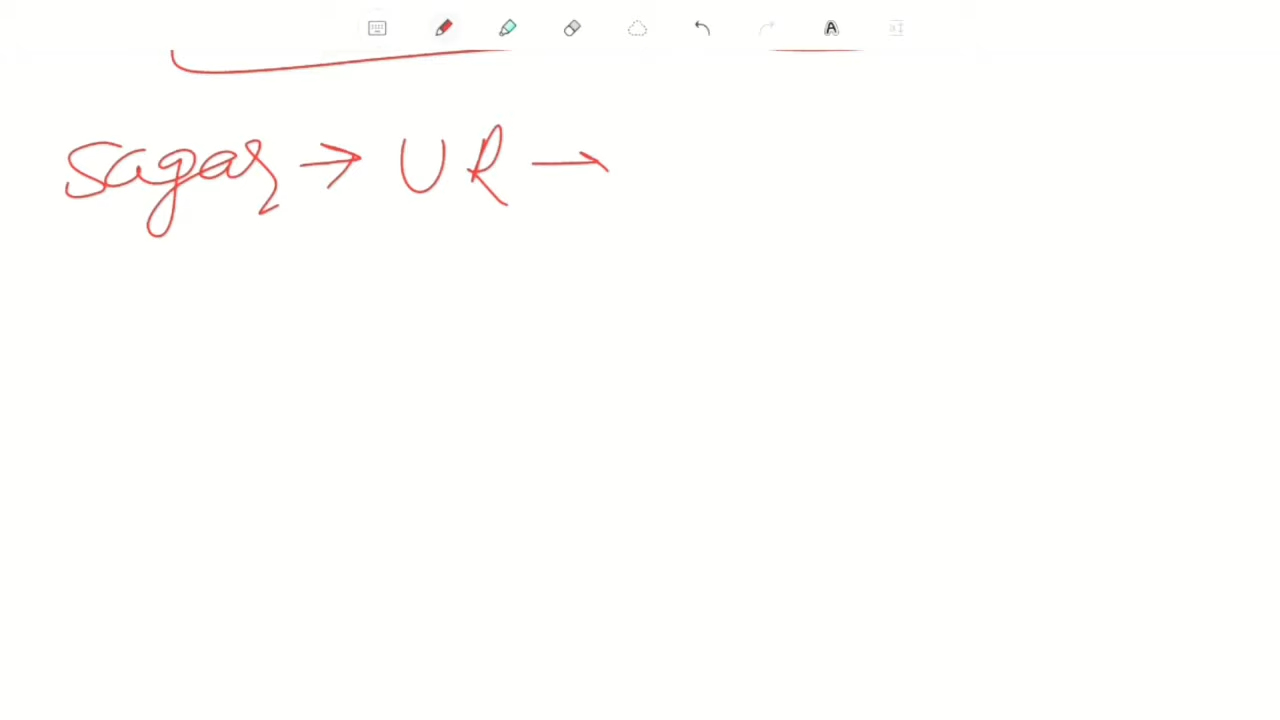 Sagar → UR →